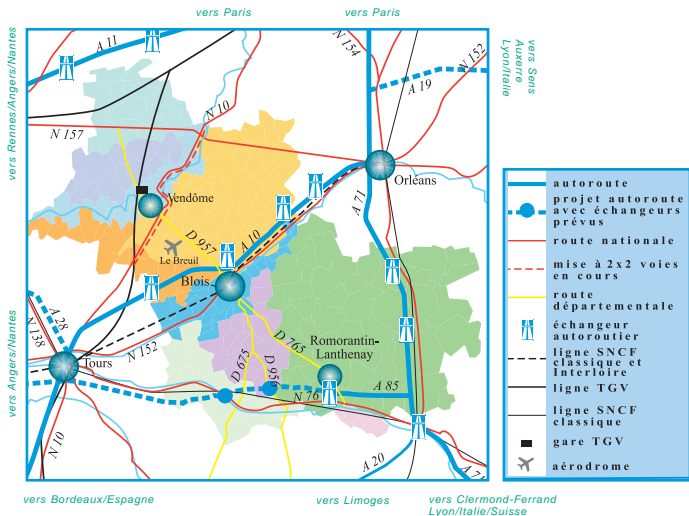 vers Paris
vers Paris
vers Rennes/Angers/Nantes
vers Sens
Auxerre
Lyon/Italie
A 11
N 154
N 152
A 19
N 10
N 157
Orléans
Vendôme
A 71
A 10
D 957
Le Breuil
Blois
A 28
N 138
N 152
Tours
D 765
Romorantin-
Lanthenay
D 675
D 956
N 76
A 85
vers Angers/Nantes
N 10
A 20
A 71
vers Bordeaux/Espagne
vers Limoges
vers Clermond-Ferrand
Lyon/Italie/Suisse
autoroute
projet autoroute
avec échangeurs
prévus
route nationale
mise à 2x2 voies
en cours
route
départementale
échangeur
autoroutier
ligne SNCF
classique et
Interloire
ligne TGV
ligne SNCF
classique
gare TGV
aérodrome